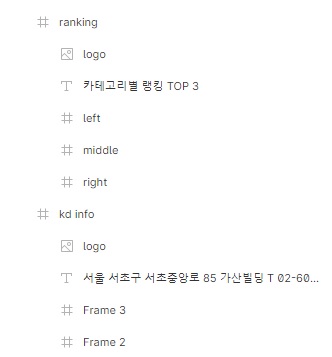 ranking
logo
카테고리별 랭킹 TOP 3
left
middle
right
kd info
logo
서울 서초구 서초중앙로 85 가산빌딩 T 02-60...
Frame 3
Frame 2